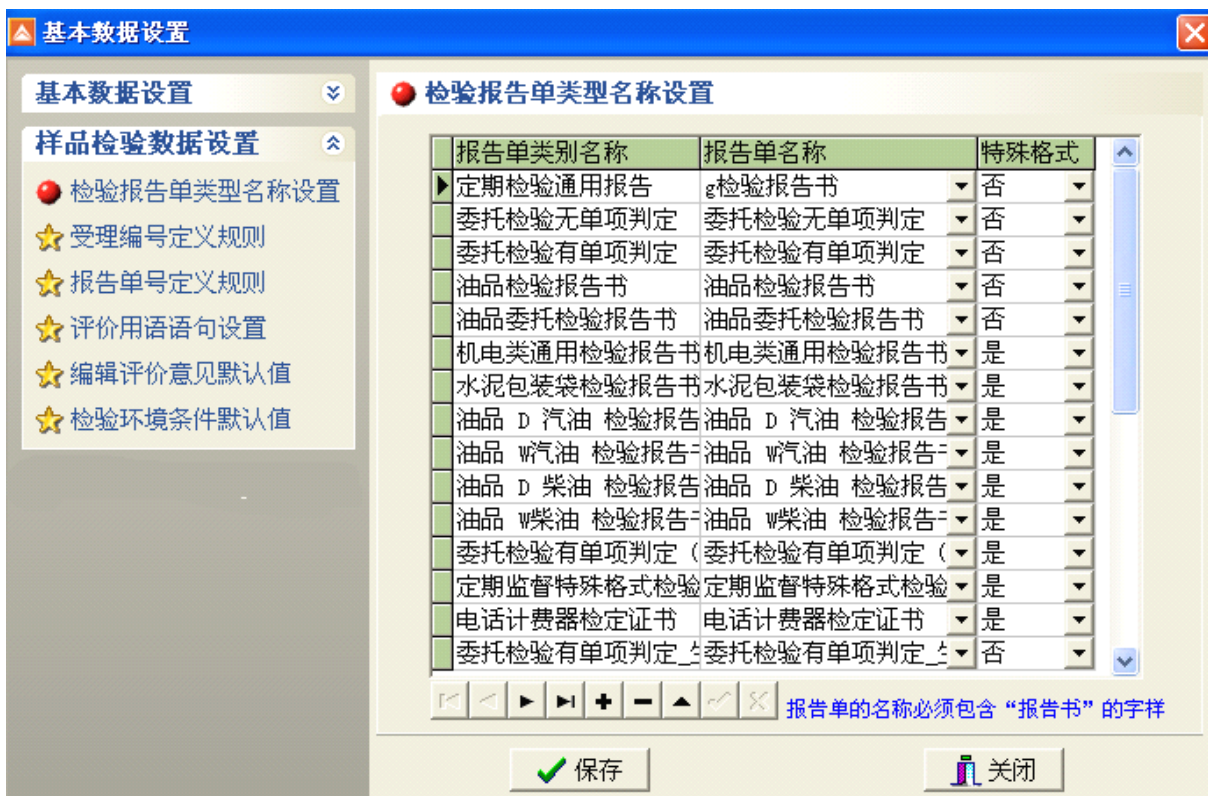 基本数据设置
基本数据设置
样品检验数据设置
检验报告单类型名称设置
受理编号定义规则
报告单号定义规则
评价用语语句设置
编辑评价意见默认值
检验环境条件默认值
检验报告单类型名称设置
报告单类别名称 报告单名称 特殊格式
定期检验通用报告 g检验报告书 否
委托检验无单项判定 委托检验无单项判定 否
委托检验有单项判定 委托检验有单项判定 否
油品检验报告书 油品检验报告书 否
油品委托检验报告书 油品委托检验报告书 否
机电类通用检验报告书 机电类通用检验报告书 是
水泥包装袋检验报告书 水泥包装袋检验报告书 是
油品 D 汽油 检验报告 油品 D 汽油 检验报告 是
油品 W汽油 检验报告 油品 W汽油 检验报告 是
油品 D 柴油 检验报告 油品 D 柴油 检验报告 是
油品 W柴油 检验报告 油品 W柴油 检验报告 是
委托检验有单项判定（ 委托检验有单项判定（ 是
定期监督特殊格式检验 定期监督特殊格式检验 是
电话计费器检定证书 电话计费器检定证书 是
委托检验有单项判定_ 委托检验有单项判定_ 否
报告单的名称必须包含“报告书”的字样
保存 关闭